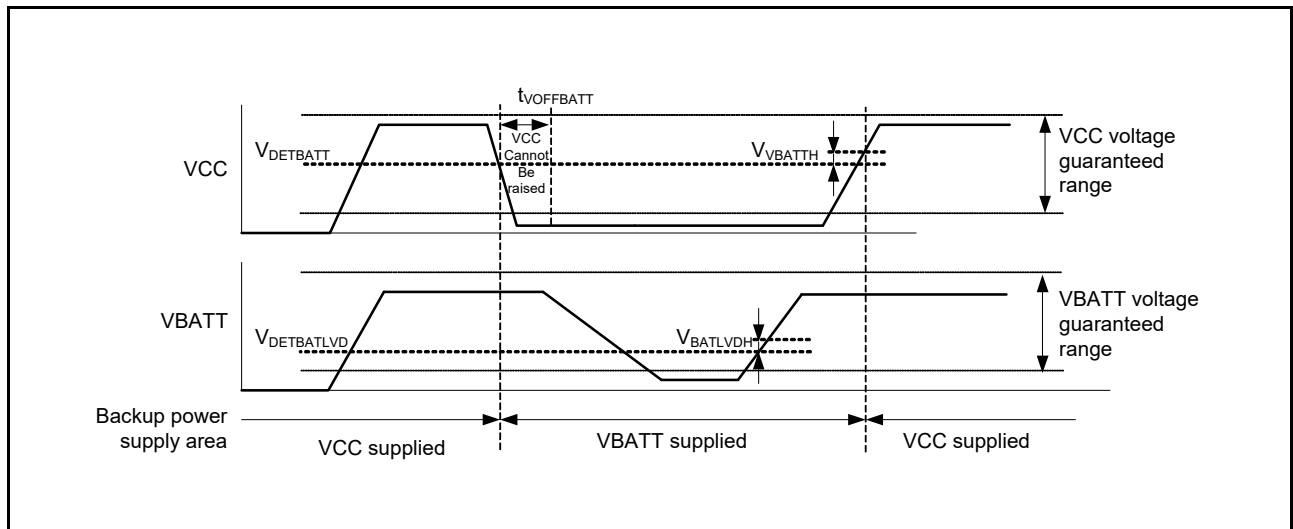 tVOFFBATT
VCC
Cannot
Be
raised
VDETBATT
VVBATTH
VCC
VCC voltage
guaranteed
range
VBATT
VDETBATLVD
VBATLVDH
VBATT voltage
guaranteed
range
Backup power
supply area
VCC supplied
VBATT supplied
VCC supplied